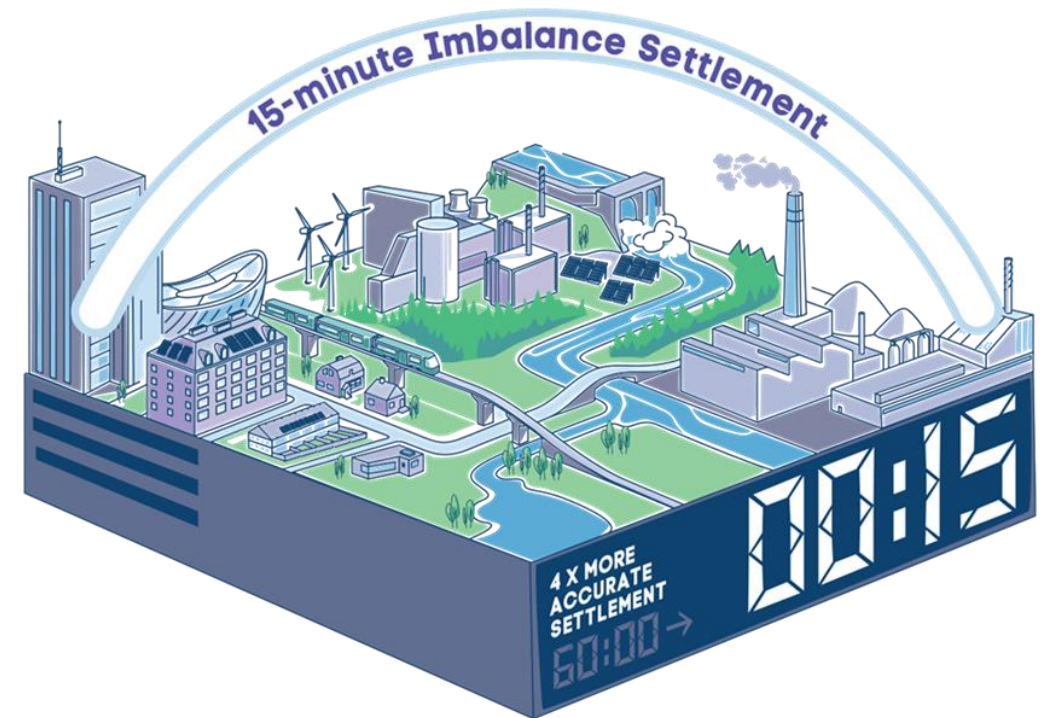 15-minute Imbalance Settlement
00:15
4 X MORE
ACCURATE
SETTLEMENT
60:00 →